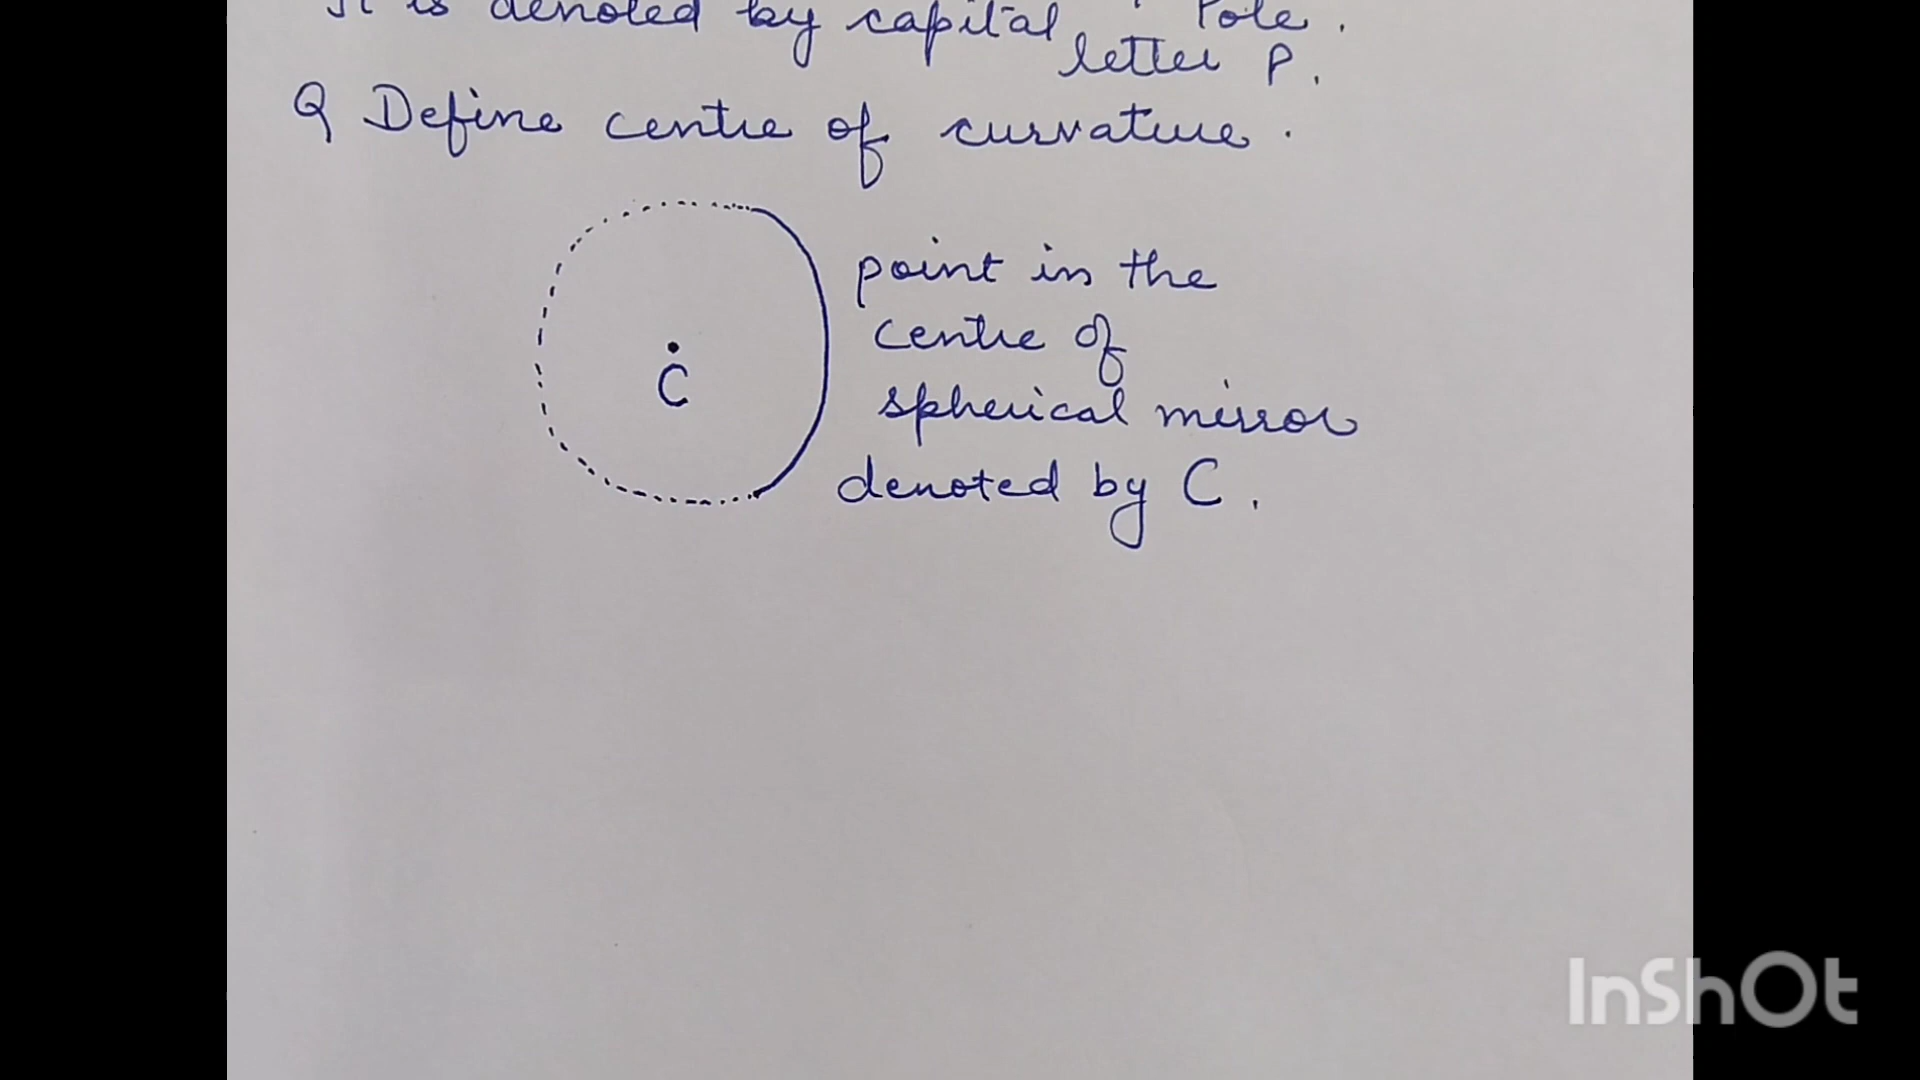 It is denoted by capital Pole.
letter P.
Q Define centre of curvature.
point in the
centre of
C
spherical mirror
denoted by C.
InShOt